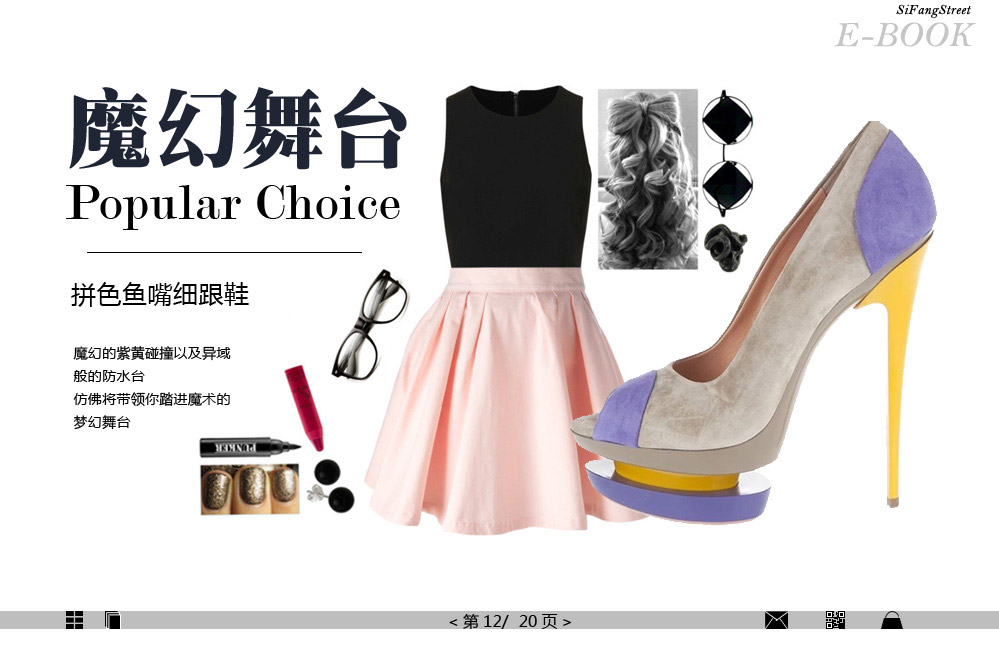 SiFangStreet
E-BOOK
魔幻舞台
Popular Choice
拼色鱼嘴细跟鞋
魔幻的紫黄碰撞以及异域
般的防水台
仿佛将带领你踏进魔术的
梦幻舞台
PUNKER
< 第 12/ 20 页 >